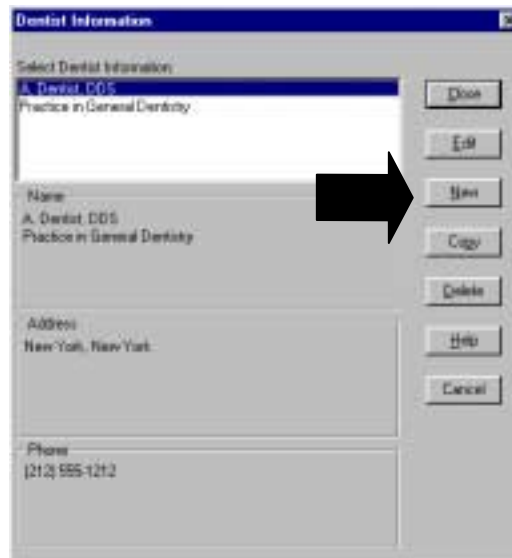 Dentist Information
Select Dentist Information
A. Dentist, DDS
Practice in General Dentistry
Name
A. Dentist, DDS
Practice in General Dentistry
Address
New York, New York
Phone
(212) 555-1212
Close
Edit
New
Copy
Delete
Help
Cancel